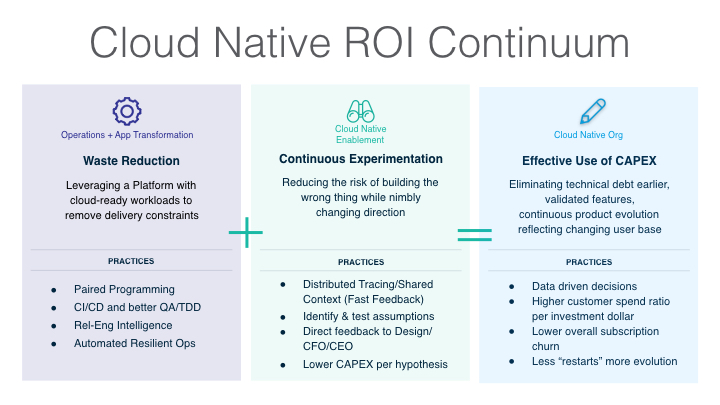 Cloud Native ROI Continuum
Operations + App Transformation
Waste Reduction
Leveraging a Platform with
cloud-ready workloads to
remove delivery constraints
PRACTICES
● Paired Programming
● CI/CD and better QA/TDD
● Rel-Eng Intelligence
● Automated Resilient Ops
+
Cloud Native
Enablement
Continuous Experimentation
Reducing the risk of building the
wrong thing while nimbly
changing direction
PRACTICES
● Distributed Tracing/Shared
Context (Fast Feedback)
● Identify & test assumptions
● Direct feedback to Design/
CFO/CEO
● Lower CAPEX per hypothesis
=
Cloud Native Org
Effective Use of CAPEX
Eliminating technical debt earlier,
validated features,
continuous product evolution
reflecting changing user base
PRACTICES
● Data driven decisions
● Higher customer spend ratio
per investment dollar
● Lower overall subscription
churn
● Less “restarts” more evolution